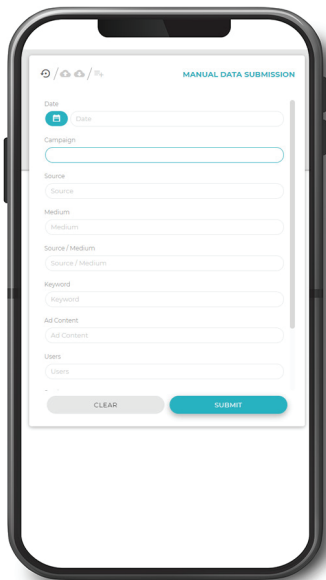 MANUAL DATA SUBMISSION
Date
Date
Campaign
Source
Source
Medium
Medium
Source / Medium
Source / Medium
Keyword
Keyword
Ad Content
Ad Content
Users
Users
CLEAR
SUBMIT